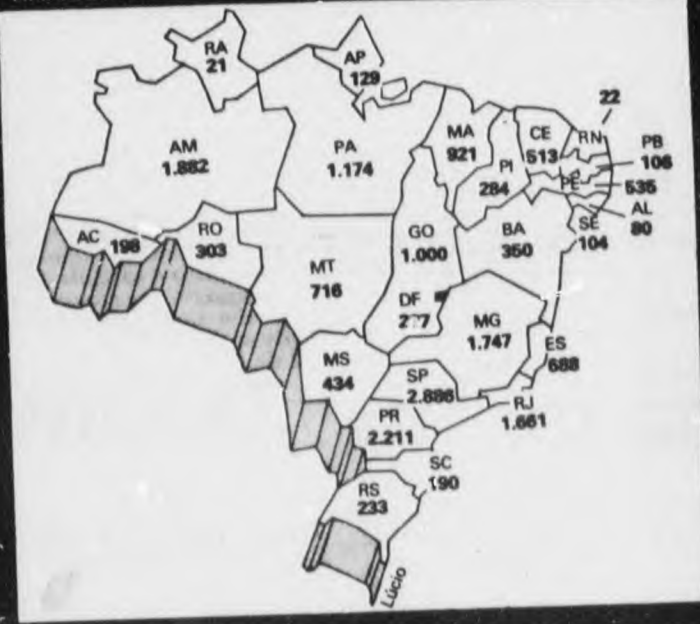 RA
21
AP
129
22
AM
1.882
PA
1.174
MA
921
PI
284
CE
513
RN
PB
106
PE
535
AL
80
SE
104
AC 198
RO
303
MT
716
GO
1.000
BA
350
DF
MG
1.747
ES
688
MS
434
SP
2.886
RJ
1.661
PR
2.211
SC
190
RS
233
Lúcio